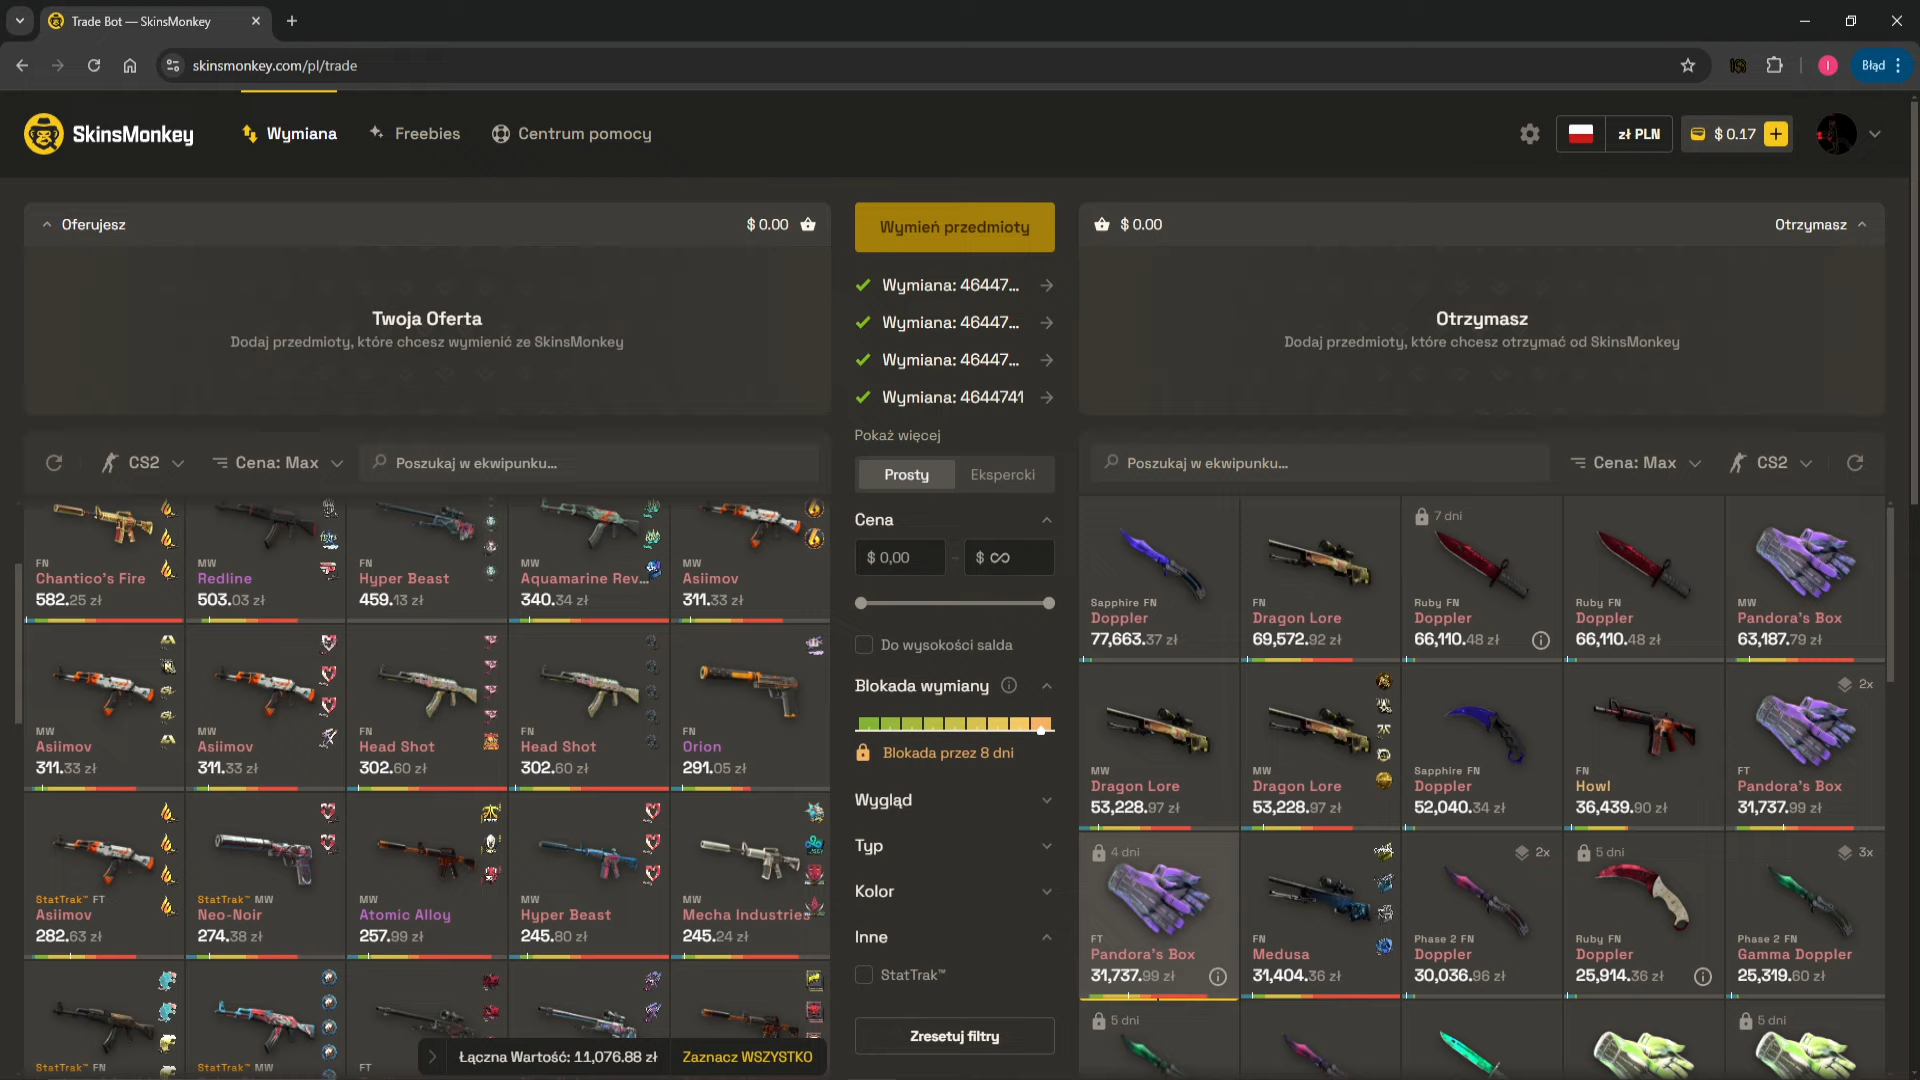 Trade Bot — SkinsMonkey
skinsmonkey.com/pl/trade
Błąd
SkinsMonkey
Wymiana
Freebies
Centrum pomocy
zł PLN
$ 0.17
Oferujesz
$ 0.00
Twoja Oferta
Dodaj przedmioty, które chcesz wymienić ze SkinsMonkey
Wymień przedmioty
Wymiana: 46447...
Wymiana: 46447...
Wymiana: 46447...
Wymiana: 4644741
Pokaż więcej
$ 0.00
Otrzymasz
Otrzymasz
Dodaj przedmioty, które chcesz otrzymać od SkinsMonkey
CS2
Cena: Max
Poszukaj w ekwipunku...
FN
Chantico's Fire
582.25 zł
MW
Redline
503.03 zł
FN
Hyper Beast
459.13 zł
MW
Aquamarine Rev...
340.34 zł
MW
Asiimov
311.33 zł
MW
Asiimov
311.33 zł
MW
Asiimov
311.33 zł
FN
Head Shot
302.60 zł
FN
Head Shot
302.60 zł
FN
Orion
291.05 zł
StatTrak™ FT
Asiimov
282.63 zł
StatTrak™ MW
Neo-Noir
274.38 zł
MW
Atomic Alloy
257.99 zł
MW
Hyper Beast
245.80 zł
MW
Mecha Industries
245.24 zł
StatTrak™ FN
StatTrak™ MW
FT
Łączna Wartość: 11,076.88 zł
Zaznacz WSZYSTKO
Prosty
Ekspercki
Cena
$ 0,00
-
$ ∞
Do wysokości salda
Blokada wymiany
Blokada przez 8 dni
Wygląd
Typ
Kolor
Inne
StatTrak™
Zresetuj filtry
Poszukaj w ekwipunku...
Cena: Max
CS2
Sapphire FN
Doppler
77,663.37 zł
FN
Dragon Lore
69,572.92 zł
7 dni
Ruby FN
Doppler
66,110.48 zł
Ruby FN
Doppler
66,110.48 zł
MW
Pandora's Box
63,187.79 zł
MW
Dragon Lore
53,228.97 zł
MW
Dragon Lore
53,228.97 zł
Sapphire FN
Doppler
52,040.34 zł
FN
Howl
36,439.90 zł
2x
FT
Pandora's Box
31,737.99 zł
4 dni
FT
Pandora's Box
31,737.99 zł
FN
Medusa
31,404.36 zł
2x
Phase 2 FN
Doppler
30,036.96 zł
5 dni
Ruby FN
Doppler
25,914.36 zł
3x
Phase 2 FN
Gamma Doppler
25,319.60 zł
5 dni
5 dni